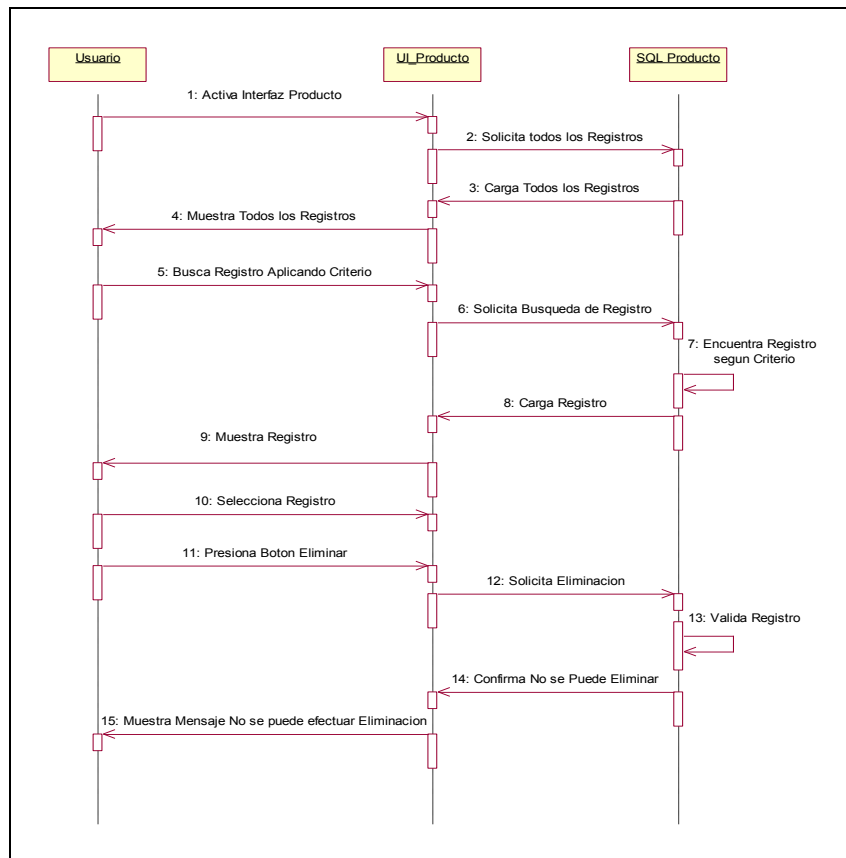 Usuario
UI_Producto
SQL Producto
1: Activa Interfaz Producto
2: Solicita todos los Registros
3: Carga Todos los Registros
4: Muestra Todos los Registros
5: Busca Registro Aplicando Criterio
6: Solicita Busqueda de Registro
7: Encuentra Registro
segun Criterio
8: Carga Registro
9: Muestra Registro
10: Selecciona Registro
11: Presiona Boton Eliminar
12: Solicita Eliminacion
13: Valida Registro
14: Confirma No se Puede Eliminar
15: Muestra Mensaje No se puede efectuar Eliminacion